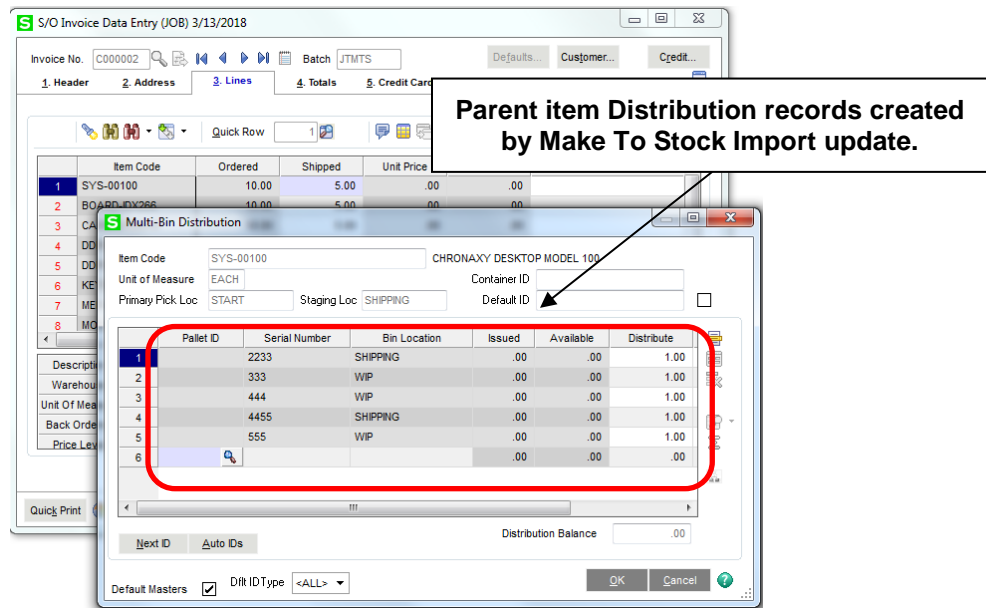 S S/O Invoice Data Entry (JOB) 3/13/2018
Invoice No. C000002 Batch JTMTS Defaults... Customer... Credit...
1. Header 2. Address 3. Lines 4. Totals 5. Credit Card
Parent item Distribution records created
by Make To Stock Import update.
Quick Row 1
Item Code Ordered Shipped Unit Price
1 SYS-00100 10.00 5.00 .00 .00
2 BOARD-IDX266 10.00 5.00 .00 .00
3 CA
4 DD
5 DD
6 KE
7 ME
8 MO
Descripti
Warehou
Unit Of Mea
Back Orde
Price Lev
Quick Print
S Multi-Bin Distribution
Item Code SYS-00100 CHRONAXY DESKTOP MODEL 100
Unit of Measure EACH Container ID
Primary Pick Loc START Staging Loc SHIPPING Default ID
Pallet ID Serial Number Bin Location Issued Available Distribute
1 2233 SHIPPING .00 .00 1.00
2 333 WIP .00 .00 1.00
3 444 WIP .00 .00 1.00
4 4455 SHIPPING .00 .00 1.00
5 555 WIP .00 .00 1.00
6 .00 .00 .00
Next ID Auto IDs Distribution Balance .00
Default Masters Dflt ID Type <ALL> OK Cancel